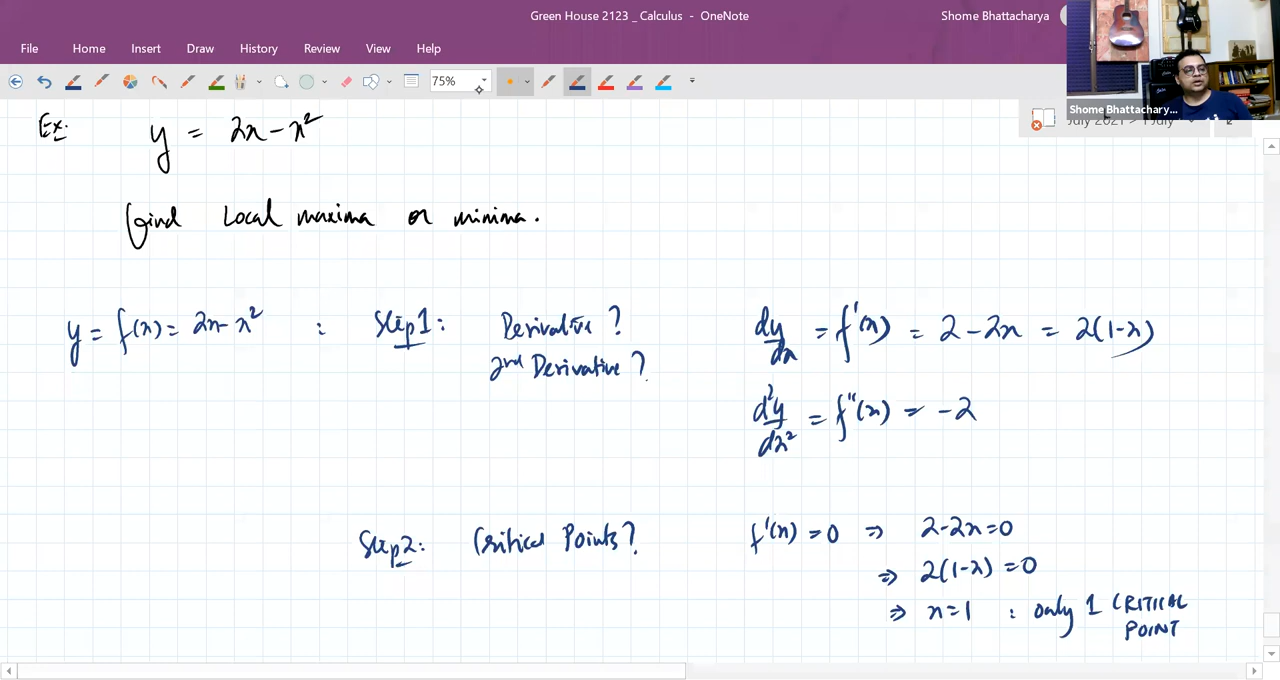 Green House 2123 _ Calculus - OneNote
Shome Bhattacharya
File Home Insert Draw History Review View Help
75%
Shome Bhattachary...
July 2021 > 1 July
Ex: y = 2x - x²
find Local maxima or minima.
y = f(x) = 2x - x² : Step 1: Derivative? dy/dx = f'(x) = 2 - 2x = 2(1-x)
2nd Derivative? d²y/dx² = f''(x) = -2
Step 2: Critical Points? f'(x) = 0 ⇒ 2-2x=0
⇒ 2(1-x) = 0
⇒ x=1 : only 1 CRITICAL
POINT